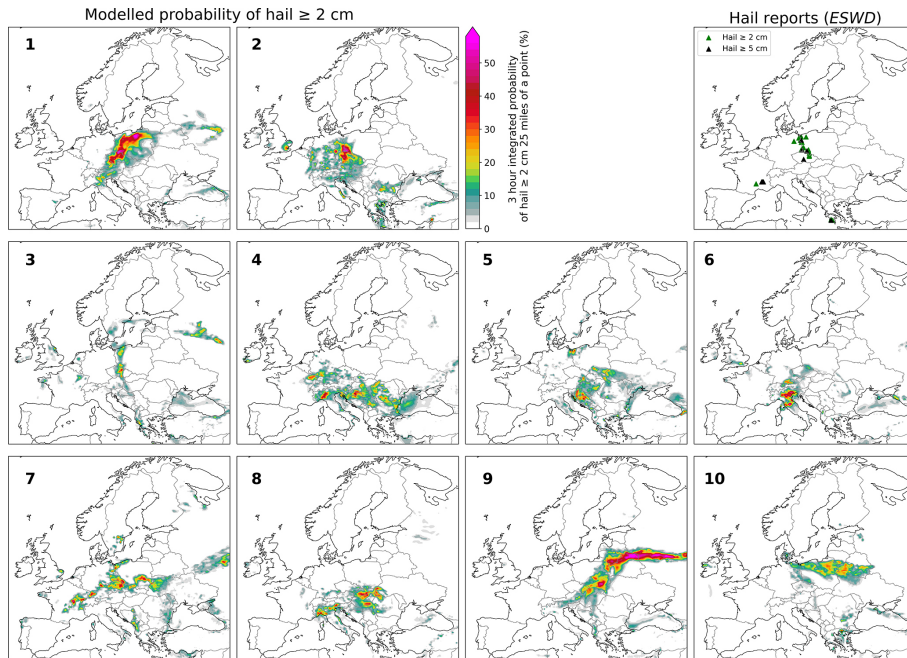 Modelled probability of hail ≥ 2 cm
Hail reports (ESWD)
1
2
50
40
30
20
10
0
3 hour integrated probability
of hail ≥ 2 cm 25 miles of a point (%)
Hail ≥ 2 cm
Hail ≥ 5 cm
3
4
5
6
7
8
9
10